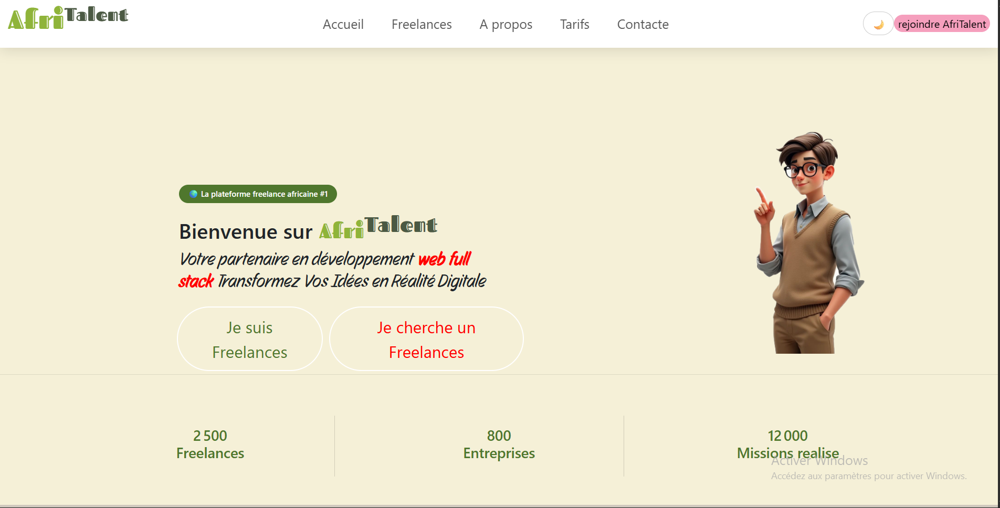 AfriTalent
Accueil Freelances A propos Tarifs Contacte
rejoindre AfriTalent
La plateforme freelance africaine #1
Bienvenue sur AfriTalent
Votre partenaire en développement web full
stack Transformez Vos Idées en Réalité Digitale
Je suis
Freelances
Je cherche un
Freelances
2 500
Freelances
800
Entreprises
12 000
Missions realise
Activer Windows
Accédez aux paramètres pour activer Windows.